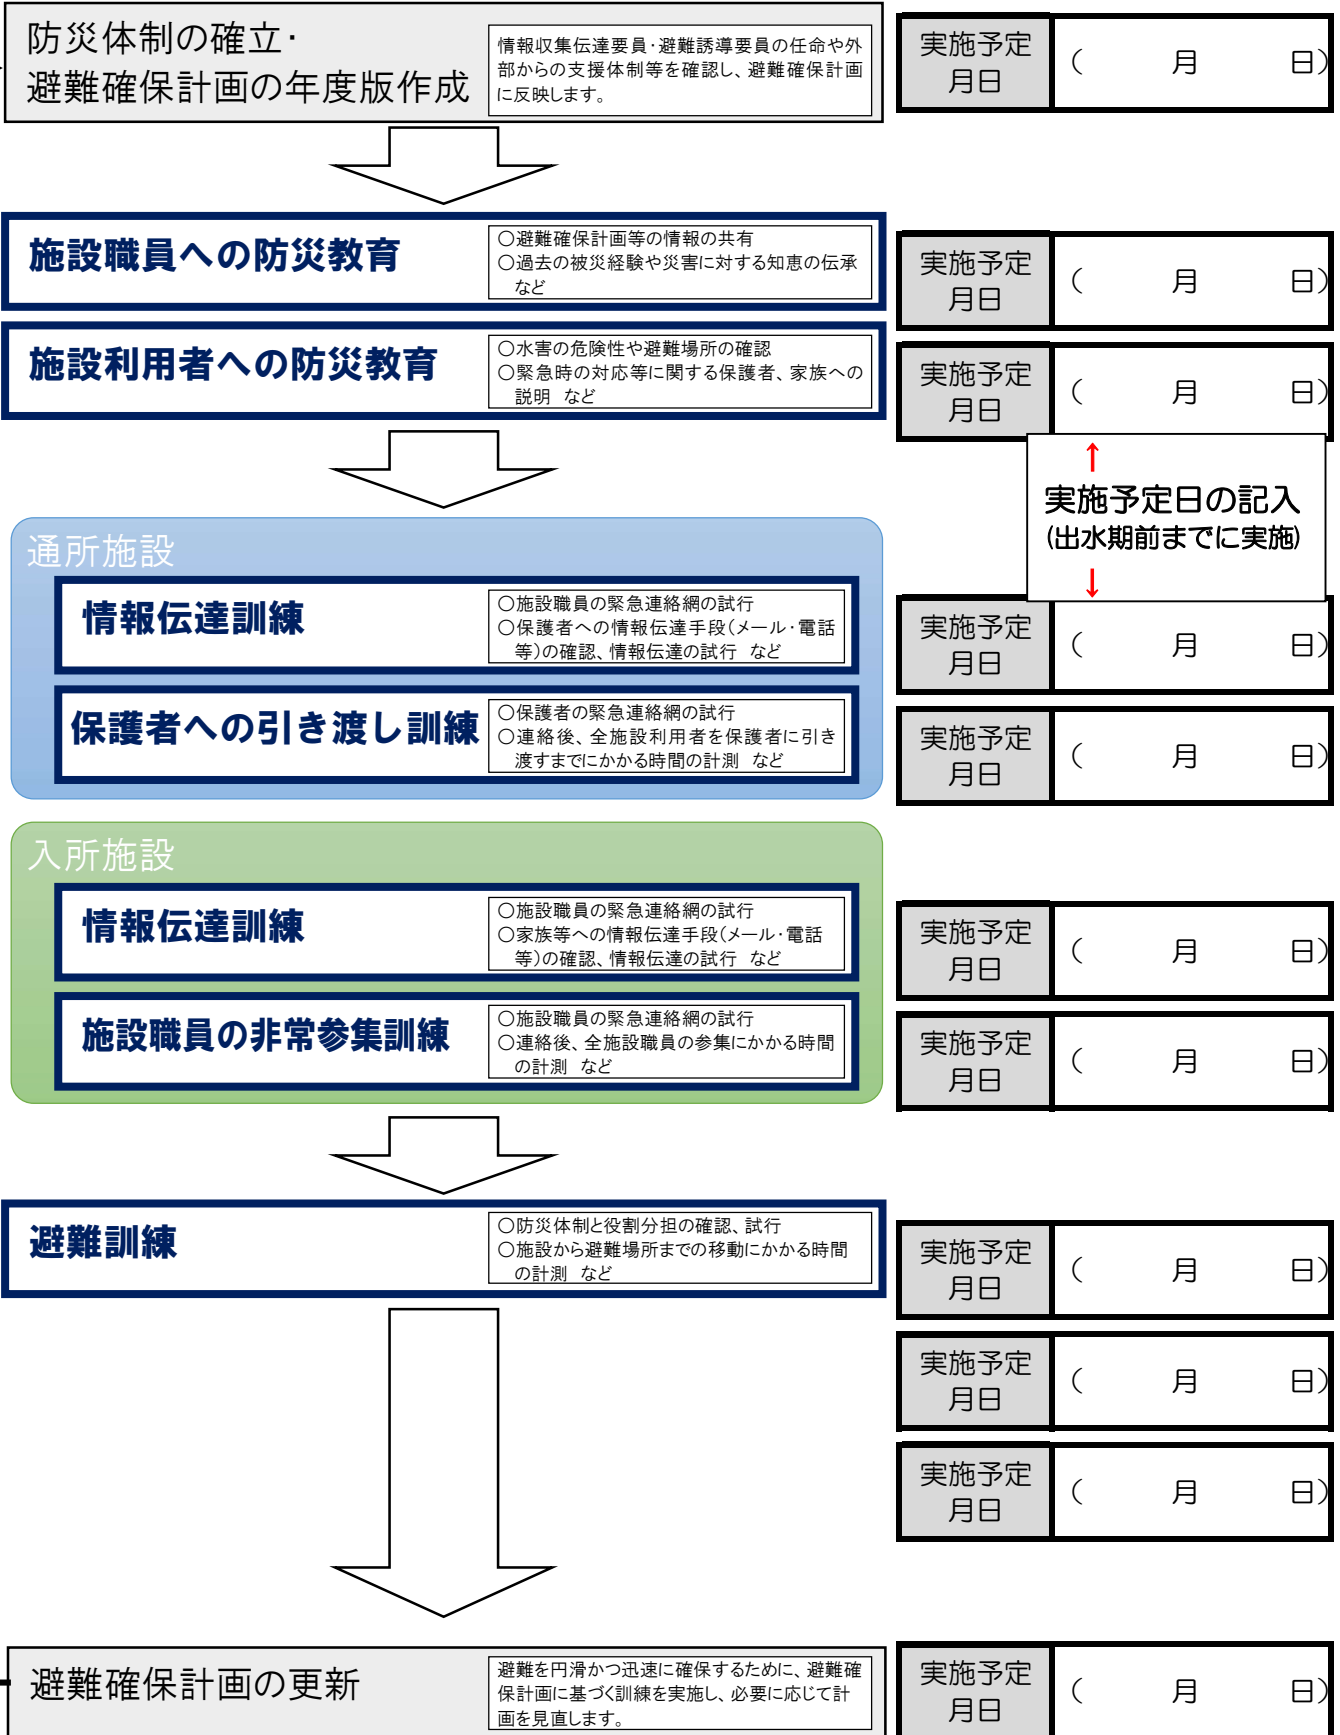 防災体制の確立・
避難確保計画の年度版作成
情報収集伝達要員・避難誘導要員の任命や外
部からの支援体制等を確認し、避難確保計画
に反映します。
実施予定
月日
（　　月　　日）
施設職員への防災教育
○避難確保計画等の情報の共有
○過去の被災経験や災害に対する知恵の伝承
など
実施予定
月日
（　　月　　日）
施設利用者への防災教育
○水害の危険性や避難場所の確認
○緊急時の対応等に関する保護者、家族への
説明　など
実施予定
月日
（　　月　　日）
↑
実施予定日の記入
(出水期前までに実施)
↓
通所施設
情報伝達訓練
○施設職員の緊急連絡網の試行
○保護者への情報伝達手段（メール・電話
等）の確認、情報伝達の試行　など
実施予定
月日
（　　月　　日）
保護者への引き渡し訓練
○保護者の緊急連絡網の試行
○連絡後、全施設利用者を保護者に引き
渡すまでにかかる時間の計測　など
実施予定
月日
（　　月　　日）
入所施設
情報伝達訓練
○施設職員の緊急連絡網の試行
○家族等への情報伝達手段（メール・電話
等）の確認、情報伝達の試行　など
実施予定
月日
（　　月　　日）
施設職員の非常参集訓練
○施設職員の緊急連絡網の試行
○連絡後、全施設職員の参集にかかる時間
の計測　など
実施予定
月日
（　　月　　日）
避難訓練
○防災体制と役割分担の確認、試行
○施設から避難場所までの移動にかかる時間
の計測　など
実施予定
月日
（　　月　　日）
実施予定
月日
（　　月　　日）
実施予定
月日
（　　月　　日）
避難確保計画の更新
避難を円滑かつ迅速に確保するために、避難確
保計画に基づく訓練を実施し、必要に応じて計
画を見直します。
実施予定
月日
（　　月　　日）